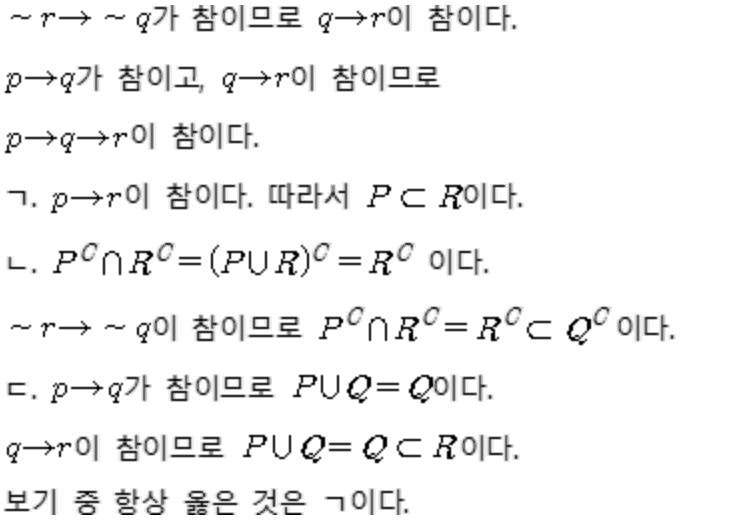 ~r→ ~q가 참이므로 q→r이 참이다.
p→q가 참이고, q→r이 참이므로
p→q→r이 참이다.
ㄱ. p→r이 참이다. 따라서 P⊂R이다.
ㄴ. P^C∩R^C=(P∪R)^C=R^C 이다.
~r→ ~q이 참이므로 P^C∩R^C=R^C⊂ Q^C 이다.
ㄷ. p→q가 참이므로 P∪Q=Q이다.
q→r이 참이므로 P∪Q=Q⊂R이다.
보기 중 항상 옳은 것은 ㄱ이다.